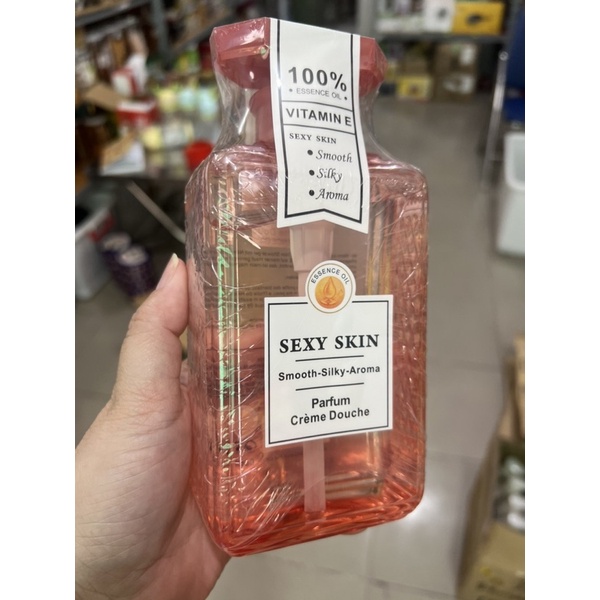 100%
• ESSENCE OIL •
VITAMIN E
SEXY SKIN
• Smooth
• Silky
• Aroma
ESSENCE OIL
SEXY SKIN
Smooth-Silky-Aroma
Parfum
Crème Douche